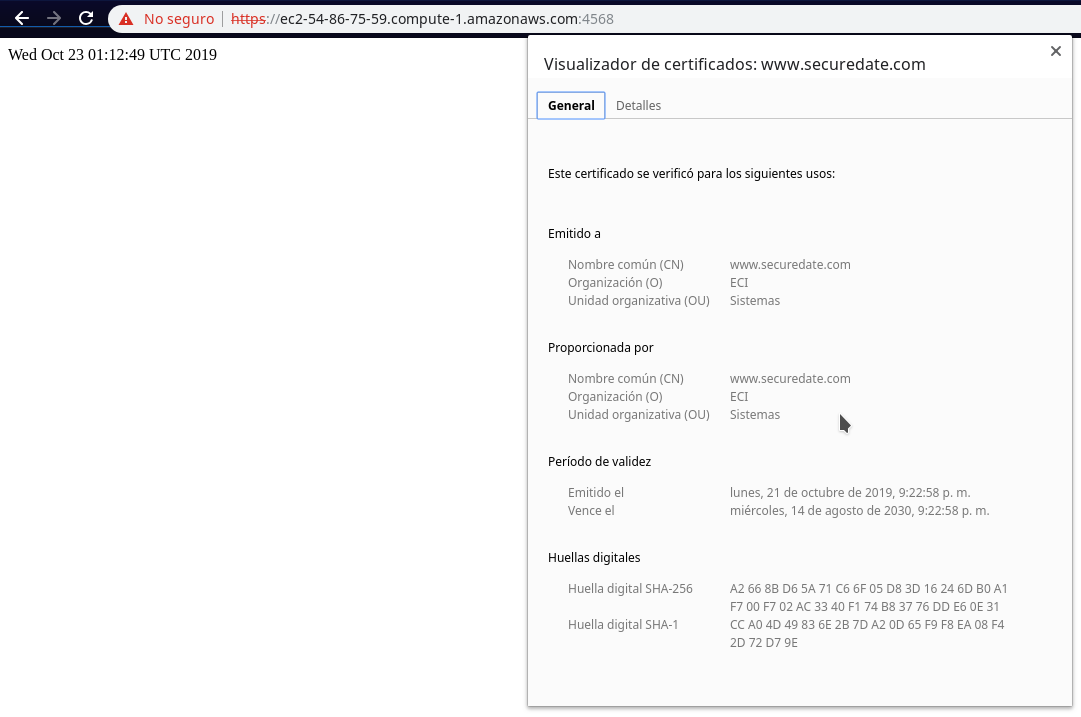 No seguro | https://ec2-54-86-75-59.compute-1.amazonaws.com:4568
Wed Oct 23 01:12:49 UTC 2019
Visualizador de certificados: www.securedate.com
General Detalles
Este certificado se verificó para los siguientes usos:
Emitido a
Nombre común (CN) www.securedate.com
Organización (O) ECI
Unidad organizativa (OU) Sistemas
Proporcionada por
Nombre común (CN) www.securedate.com
Organización (O) ECI
Unidad organizativa (OU) Sistemas
Período de validez
Emitido el lunes, 21 de octubre de 2019, 9:22:58 p. m.
Vence el miércoles, 14 de agosto de 2030, 9:22:58 p. m.
Huellas digitales
Huella digital SHA-256 A2 66 8B D6 5A 71 C6 6F 05 D8 3D 16 24 6D B0 A1
F7 00 F7 02 AC 33 40 F1 74 B8 37 76 DD E6 0E 31
Huella digital SHA-1 CC A0 4D 49 83 6E 2B 7D A2 0D 65 F9 F8 EA 08 F4
2D 72 D7 9E